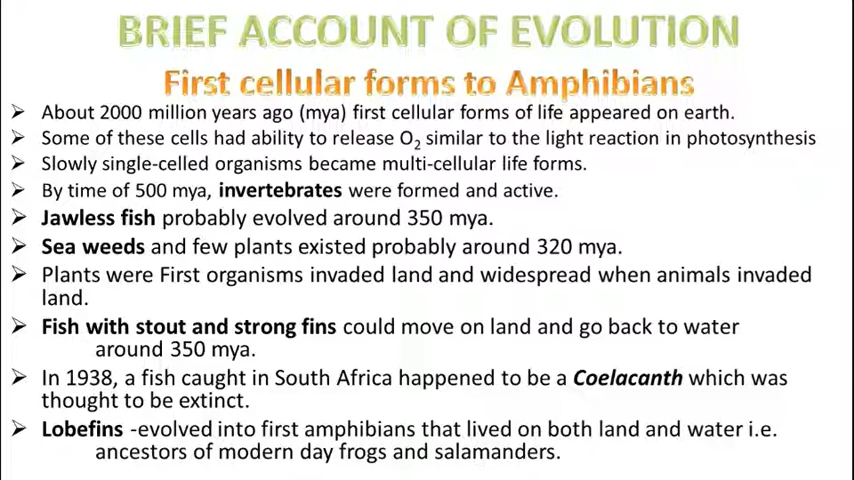 BRIEF ACCOUNT OF EVOLUTION
First cellular forms to Amphibians
➢ About 2000 million years ago (mya) first cellular forms of life appeared on earth.
➢ Some of these cells had ability to release O₂ similar to the light reaction in photosynthesis
➢ Slowly single-celled organisms became multi-cellular life forms.
➢ By time of 500 mya, invertebrates were formed and active.
➢ Jawless fish probably evolved around 350 mya.
➢ Sea weeds and few plants existed probably around 320 mya.
➢ Plants were First organisms invaded land and widespread when animals invaded
land.
➢ Fish with stout and strong fins could move on land and go back to water
around 350 mya.
➢ In 1938, a fish caught in South Africa happened to be a Coelacanth which was
thought to be extinct.
➢ Lobefins -evolved into first amphibians that lived on both land and water i.e.
ancestors of modern day frogs and salamanders.